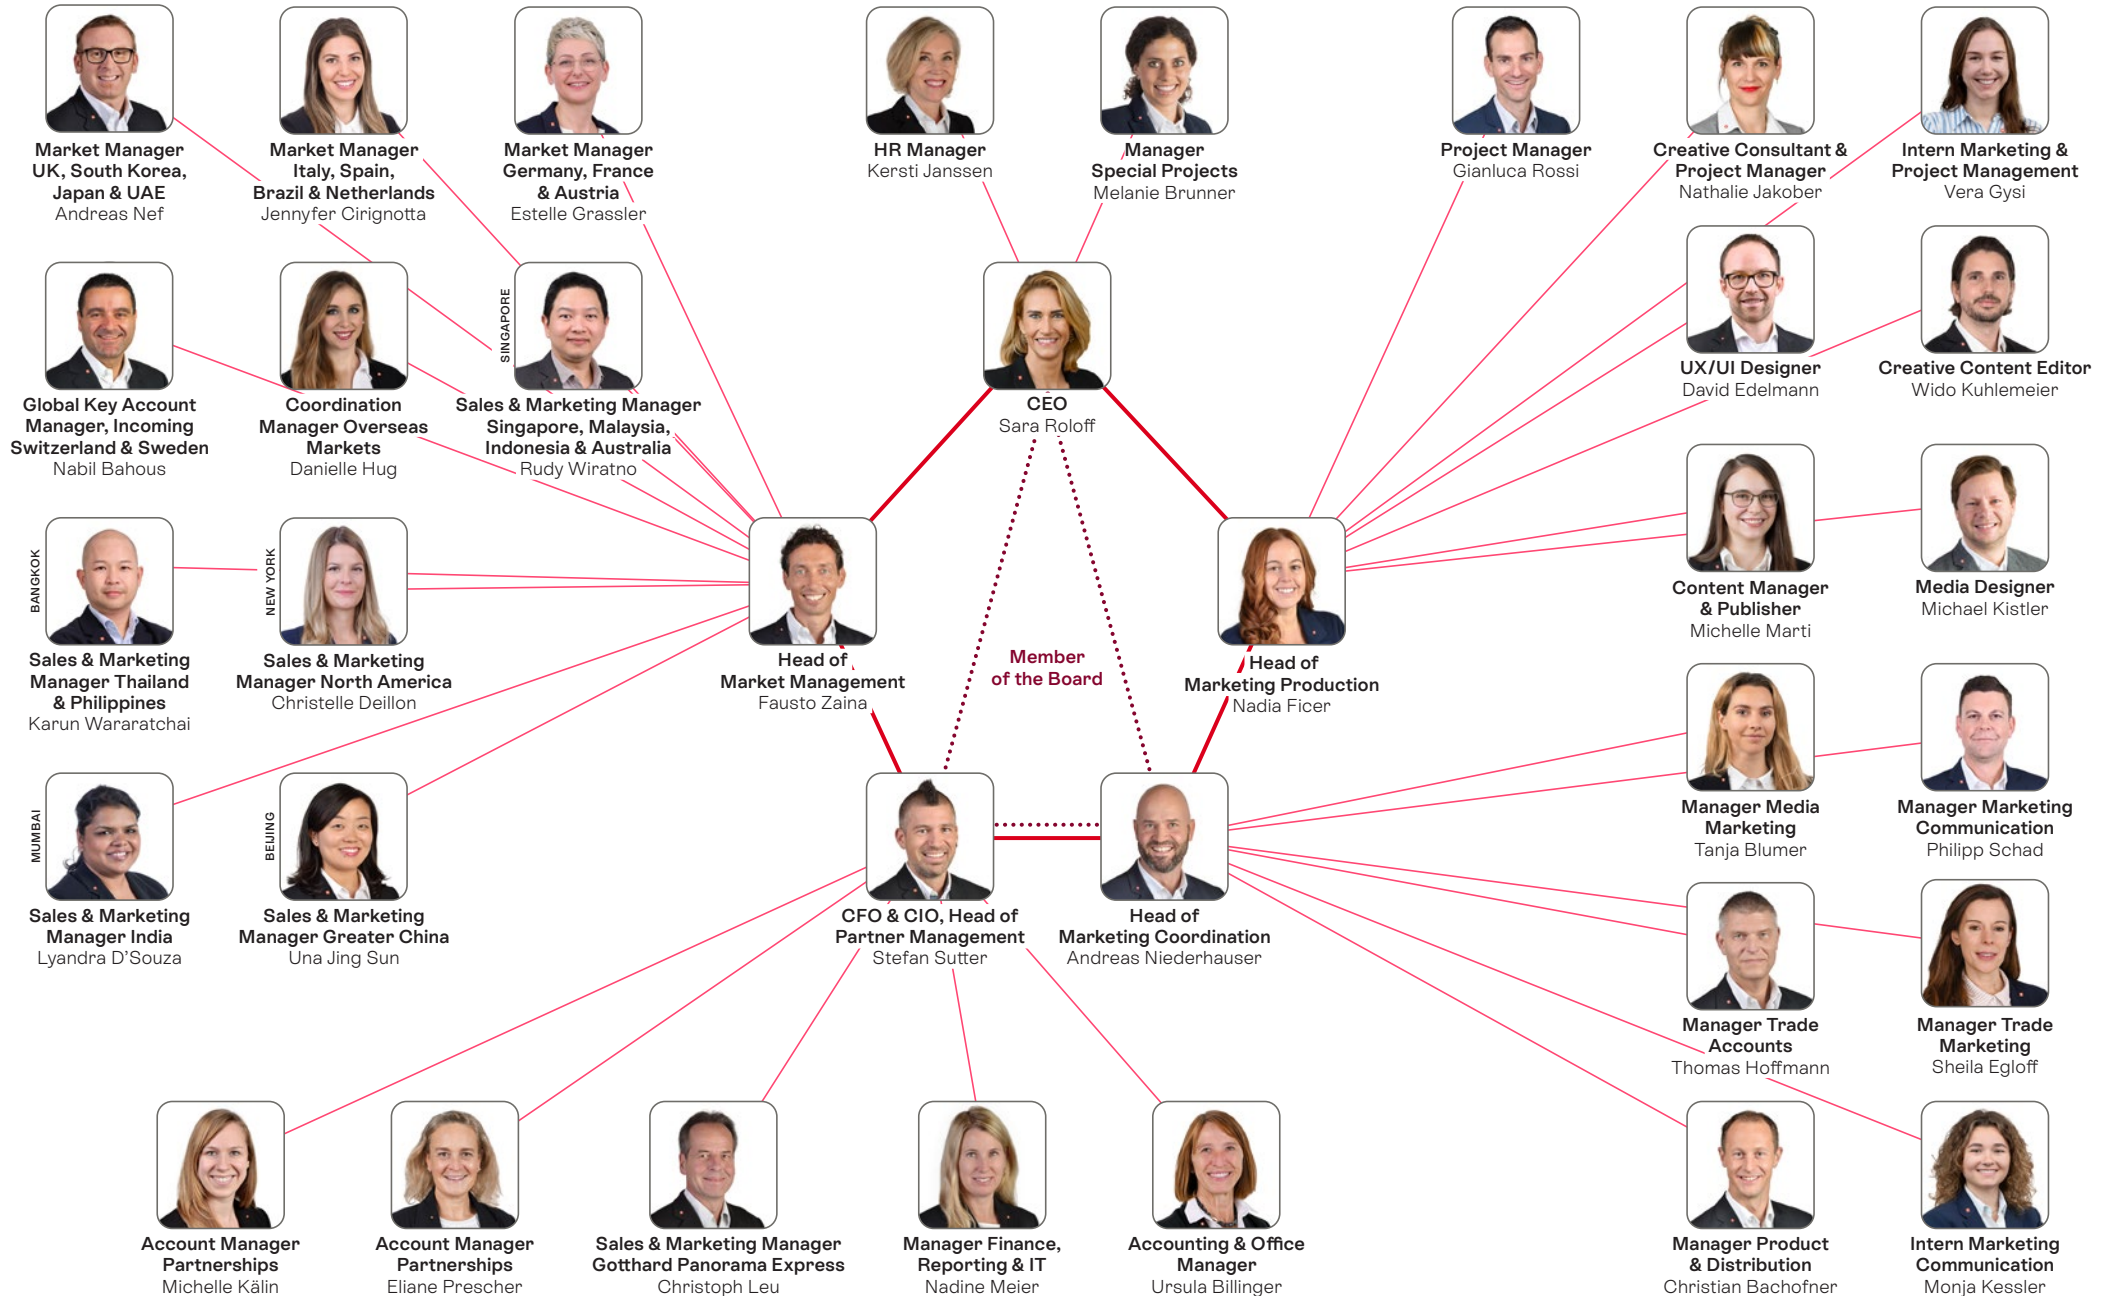 Market Manager
UK, South Korea,
Japan & UAE
Andreas Nef
Market Manager
Italy, Spain,
Brazil & Netherlands
Jennyfer Cirignotta
Market Manager
Germany, France
& Austria
Estelle Grassler
HR Manager
Kersti Janssen
Manager
Special Projects
Melanie Brunner
Project Manager
Gianluca Rossi
Creative Consultant &
Project Manager
Nathalie Jakober
Intern Marketing &
Project Management
Vera Gysi
Global Key Account
Manager, Incoming
Switzerland & Sweden
Nabil Bahous
Coordination
Manager Overseas
Markets
Danielle Hug
SINGAPORE
Sales & Marketing Manager
Singapore, Malaysia,
Indonesia & Australia
Rudy Wiratno
CEO
Sara Roloff
UX/UI Designer
David Edelmann
Creative Content Editor
Wido Kuhlemeier
BANGKOK
Sales & Marketing
Manager Thailand
& Philippines
Karun Wararatchai
NEW YORK
Sales & Marketing
Manager North America
Christelle Deillon
Head of
Market Management
Fausto Zaina
Member
of the Board
Head of
Marketing Production
Nadia Ficer
Content Manager
& Publisher
Michelle Marti
Media Designer
Michael Kistler
MUMBAI
Sales & Marketing
Manager India
Lyandra D'Souza
BEIJING
Sales & Marketing
Manager Greater China
Una Jing Sun
CFO & CIO, Head of
Partner Management
Stefan Sutter
Head of
Marketing Coordination
Andreas Niederhauser
Manager Media
Marketing
Tanja Blumer
Manager Marketing
Communication
Philipp Schad
Manager Trade
Accounts
Thomas Hoffmann
Manager Trade
Marketing
Sheila Egloff
Account Manager
Partnerships
Michelle Kälin
Account Manager
Partnerships
Eliane Prescher
Sales & Marketing Manager
Gotthard Panorama Express
Christoph Leu
Manager Finance,
Reporting & IT
Nadine Meier
Accounting & Office
Manager
Ursula Billinger
Manager Product
& Distribution
Christian Bachofner
Intern Marketing
Communication
Monja Kessler